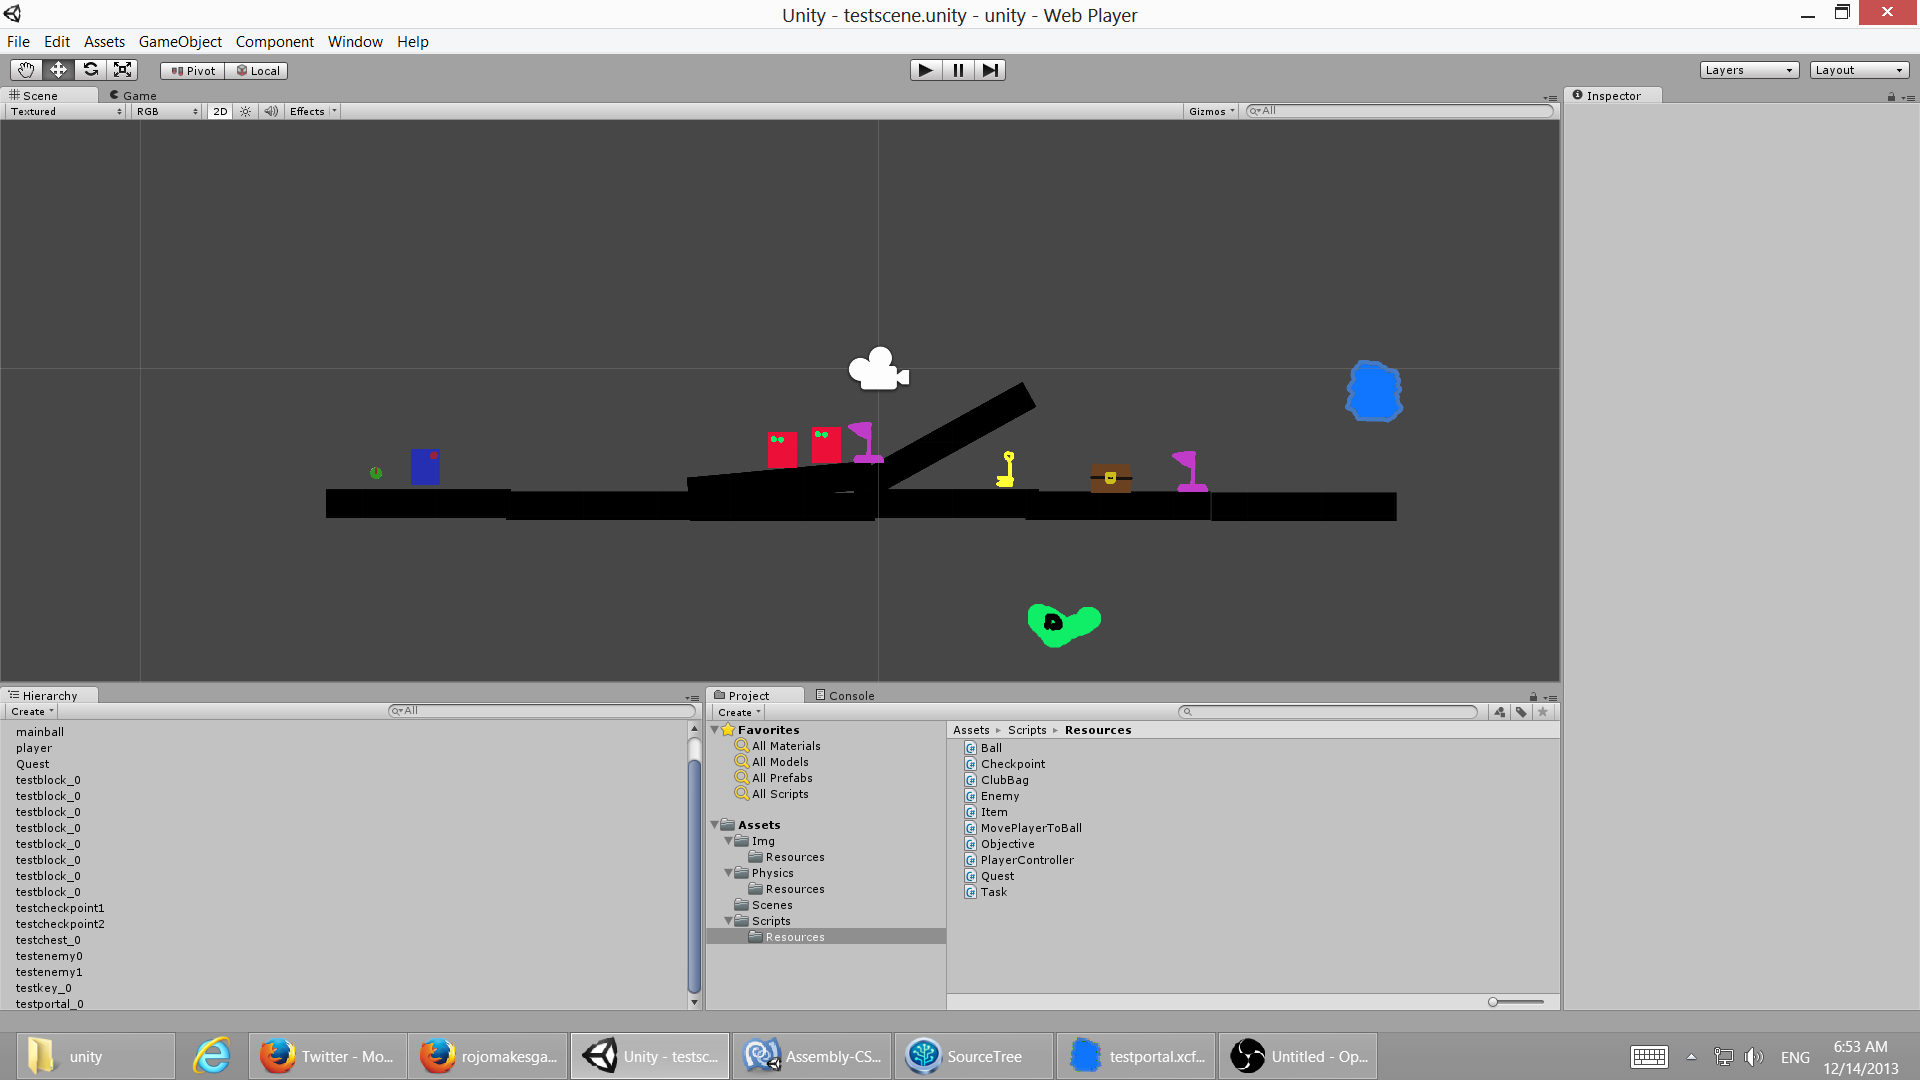 Unity - testscene.unity - unity - Web Player
File Edit Assets GameObject Component Window Help
Pivot Local Layers Layout
Scene Game Inspector
Textured RGB 2D Effects Gizmos All
Hierarchy
Create All
mainball
player
Quest
testblock_0
testblock_0
testblock_0
testblock_0
testblock_0
testblock_0
testblock_0
testblock_0
testcheckpoint1
testcheckpoint2
testchest_0
testenemy0
testenemy1
testkey_0
testportal_0
Project Console
Create
Favorites
All Materials
All Models
All Prefabs
All Scripts
Assets
Img
Resources
Physics
Resources
Scenes
Scripts
Resources
Assets Scripts Resources
Ball
Checkpoint
ClubBag
Enemy
Item
MovePlayerToBall
Objective
PlayerController
Quest
Task
unity Twitter - Mo... rojomakesga... Unity - testsc... Assembly-CS... SourceTree testportal.xcf... Untitled - Op... ENG
6:53 AM
12/14/2013